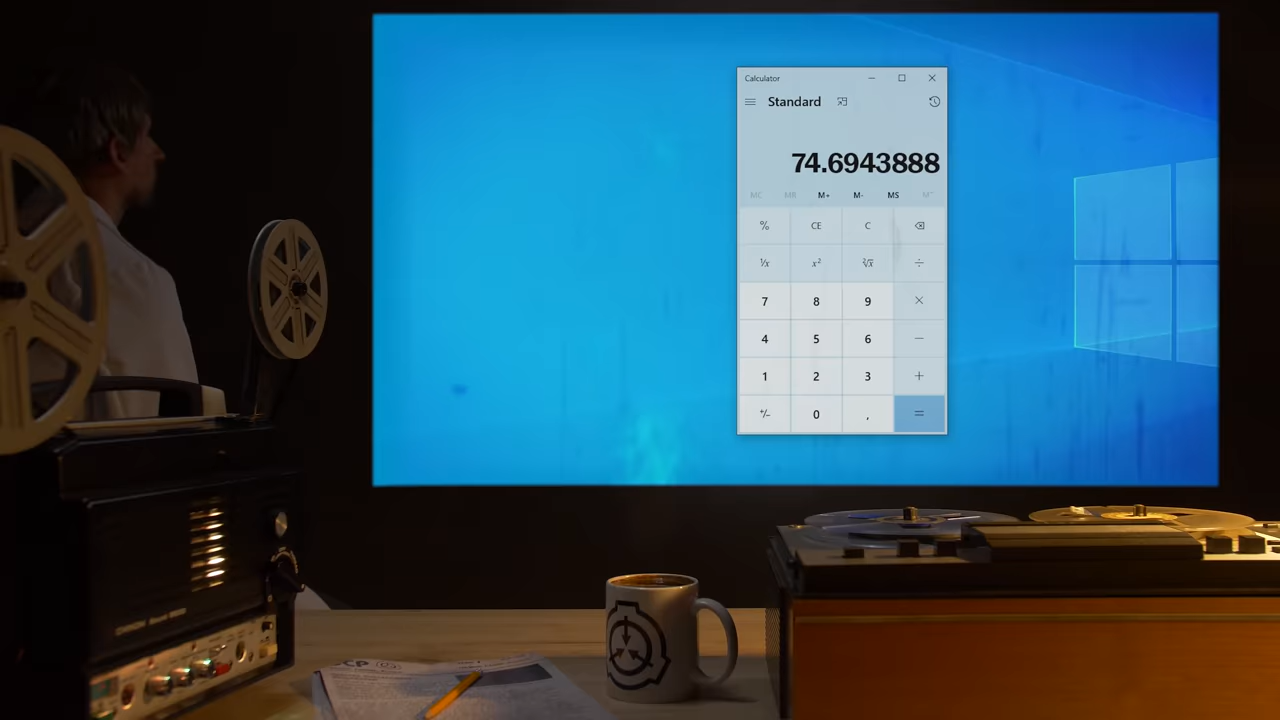 Calculator
Standard
74.6943888
MC MR M+ M- MS M˅
% CE C
¹/x x² ²√x ÷
7 8 9 ×
4 5 6 −
1 2 3 +
+/− 0 , =